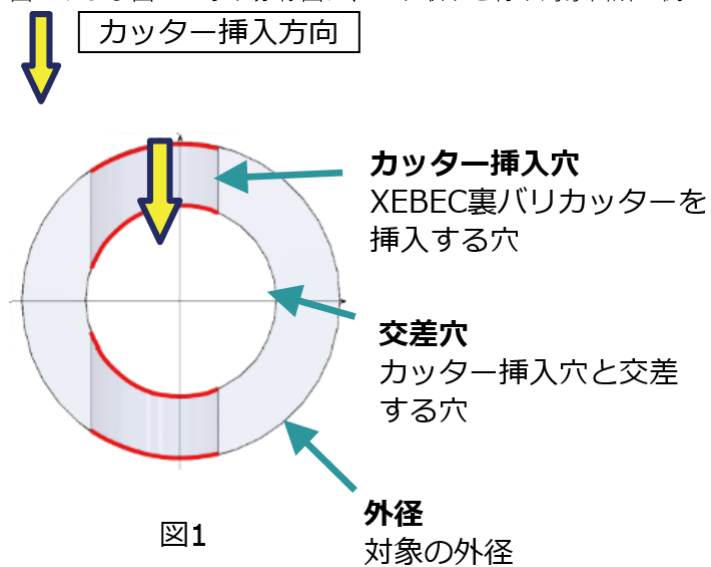 カッター挿入方向
カッター挿入穴
XEBEC裏バリカッターを
挿入する穴
交差穴
カッター挿入穴と交差
する穴
外径
対象の外径
図1